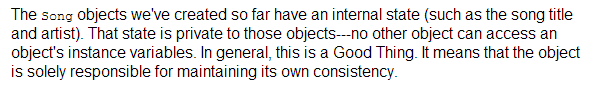 The Song objects we've created so far have an internal state (such as the song title
and artist). That state is private to those objects---no other object can access an
object's instance variables. In general, this is a Good Thing. It means that the object
is solely responsible for maintaining its own consistency.